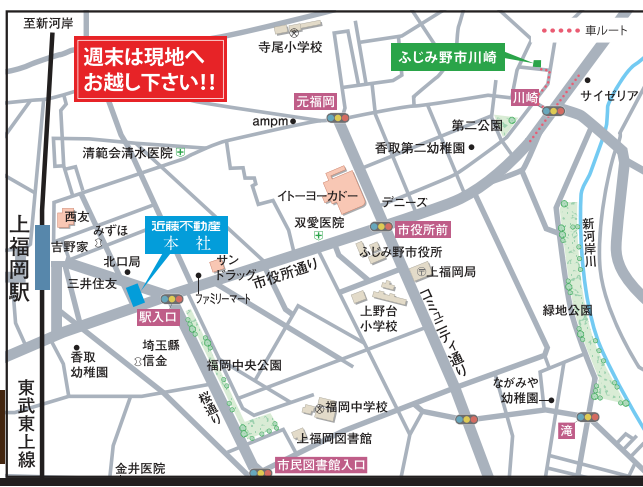 至新河岸
週末は現地へ
お越し下さい!!
寺尾小学校
車ルート
ふじみ野市川崎
サイゼリア
元福岡
川崎
ampm
第二公園
清範会清水医院
香取第二幼稚園
イトーヨーカドー
デニーズ
西友
みずほ
近藤不動産
本社
双愛医院
市役所前
新河岸川
上福岡駅
吉野家
北口局
サン
ドラッグ
市役所通り
ふじみ野市役所
上福岡局
三井住友
ファミリーマート
コミュニティ通り
駅入口
上野台
小学校
緑地公園
埼玉縣
信金
香取
幼稚園
福岡中央公園
ながみや
幼稚園
東武東上線
桜通り
福岡中学校
滝
上福岡図書館
金井医院
市民図書館入口